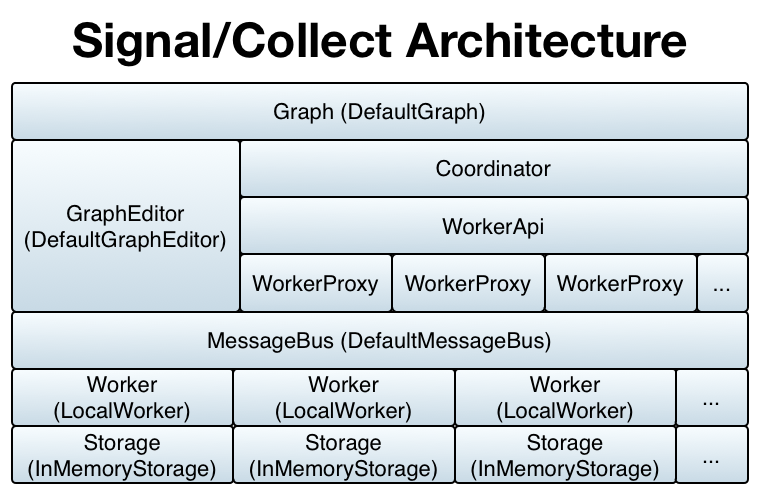 Signal/Collect Architecture
Graph (DefaultGraph)
GraphEditor
(DefaultGraphEditor)
Coordinator
WorkerApi
WorkerProxy
WorkerProxy
WorkerProxy
...
MessageBus (DefaultMessageBus)
Worker
(LocalWorker)
Worker
(LocalWorker)
Worker
(LocalWorker)
...
Storage
(InMemoryStorage)
Storage
(InMemoryStorage)
Storage
(InMemoryStorage)
...